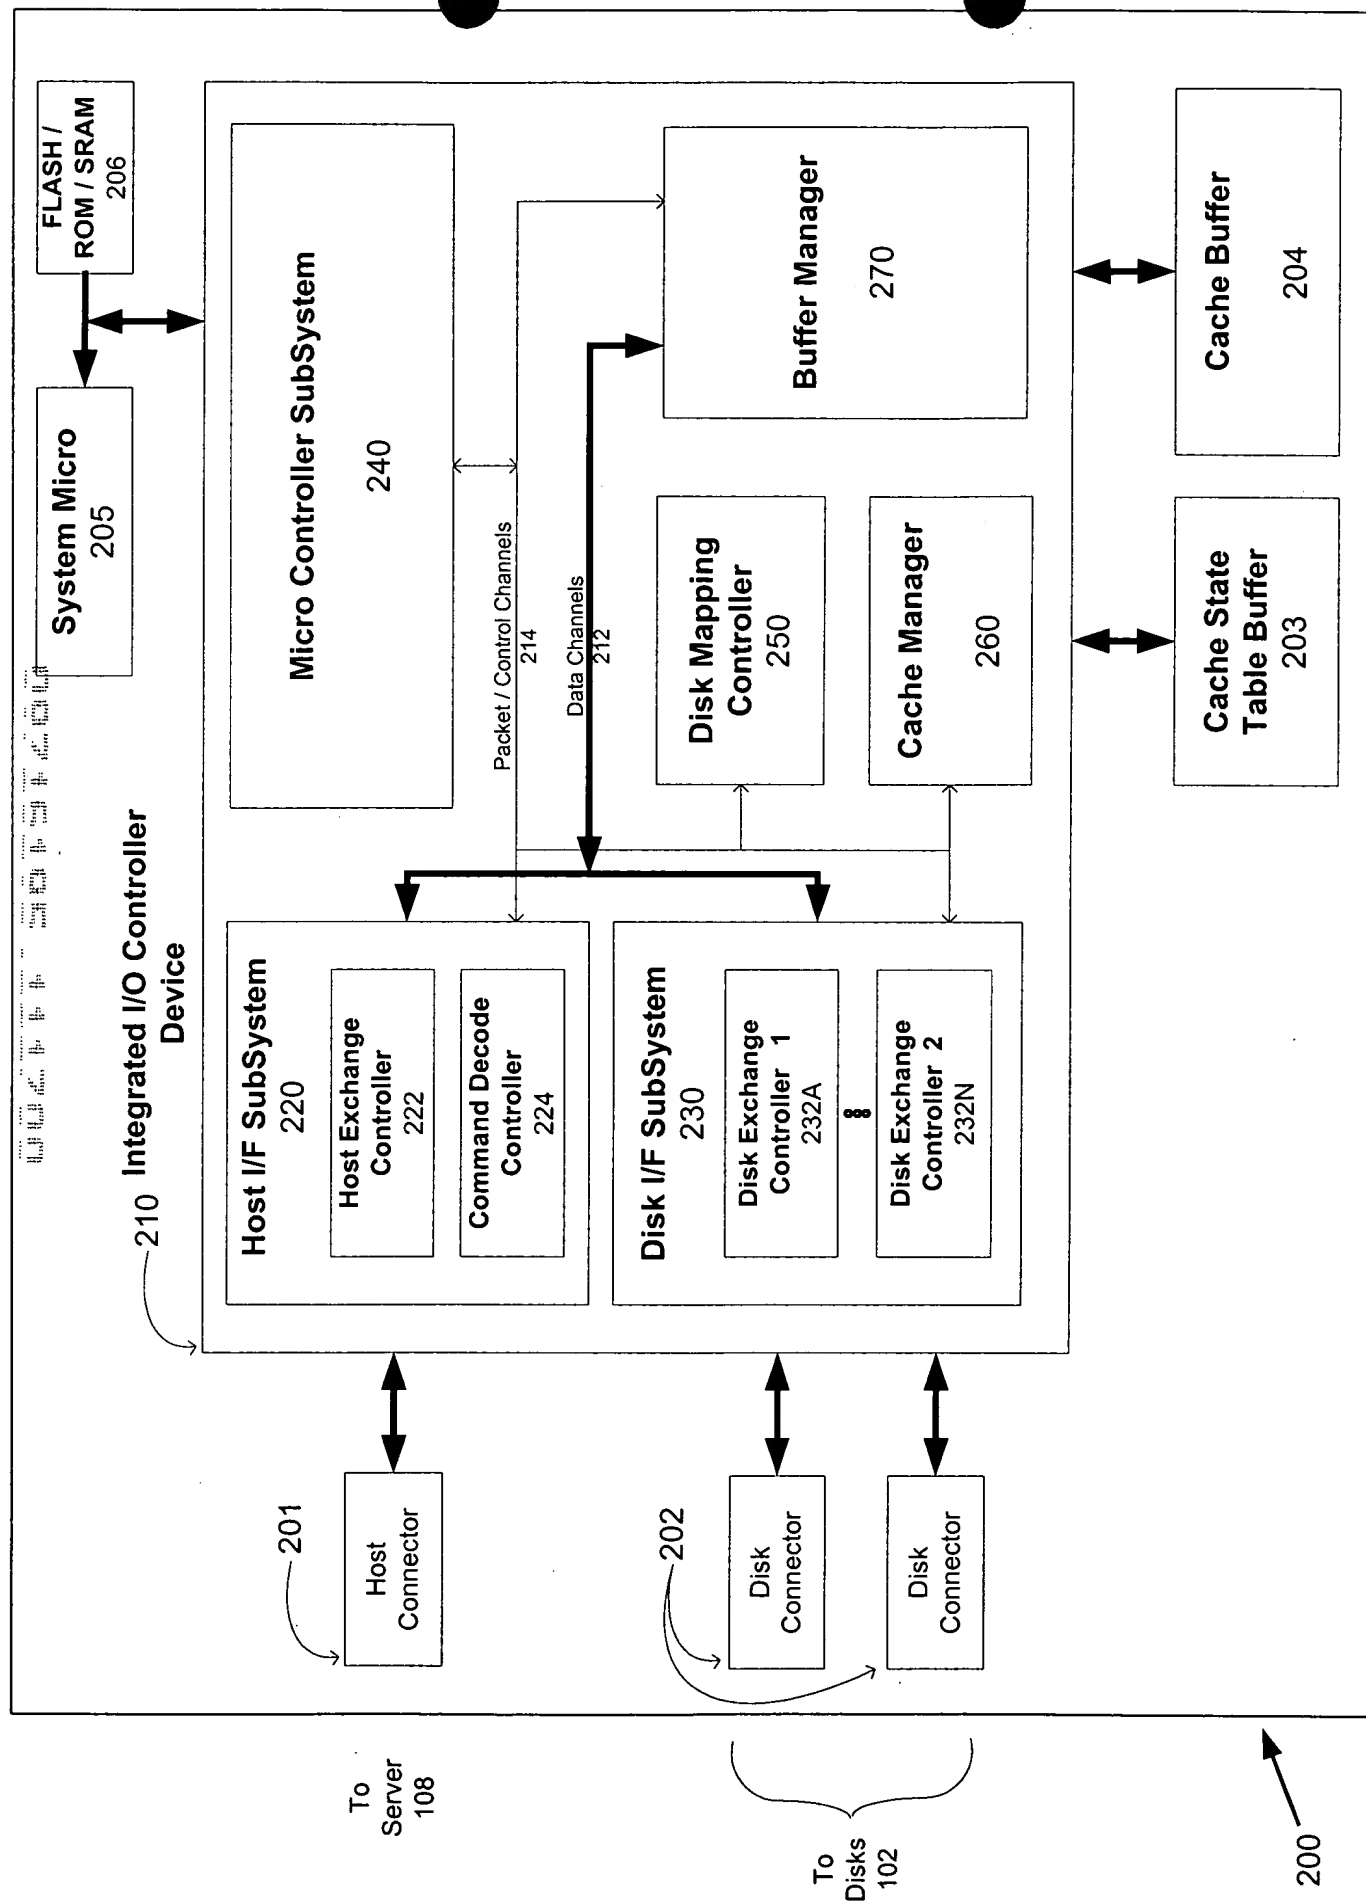 FLASH /
ROM / SRAM
206
System Micro
205
210
Integrated I/O Controller
Device
Micro Controller SubSystem
240
Host I/F SubSystem
220
Host Exchange
Controller
222
Command Decode
Controller
224
Packet / Control Channels
214
Data Channels
212
Disk I/F SubSystem
230
Disk Exchange
Controller 1
232A
Disk Exchange
Controller 2
232N
Disk Mapping
Controller
250
Cache Manager
260
Buffer Manager
270
Cache State
Table Buffer
203
Cache Buffer
204
201
Host
Connector
202
Disk
Connector
Disk
Connector
To
Server
108
To
Disks
102
200